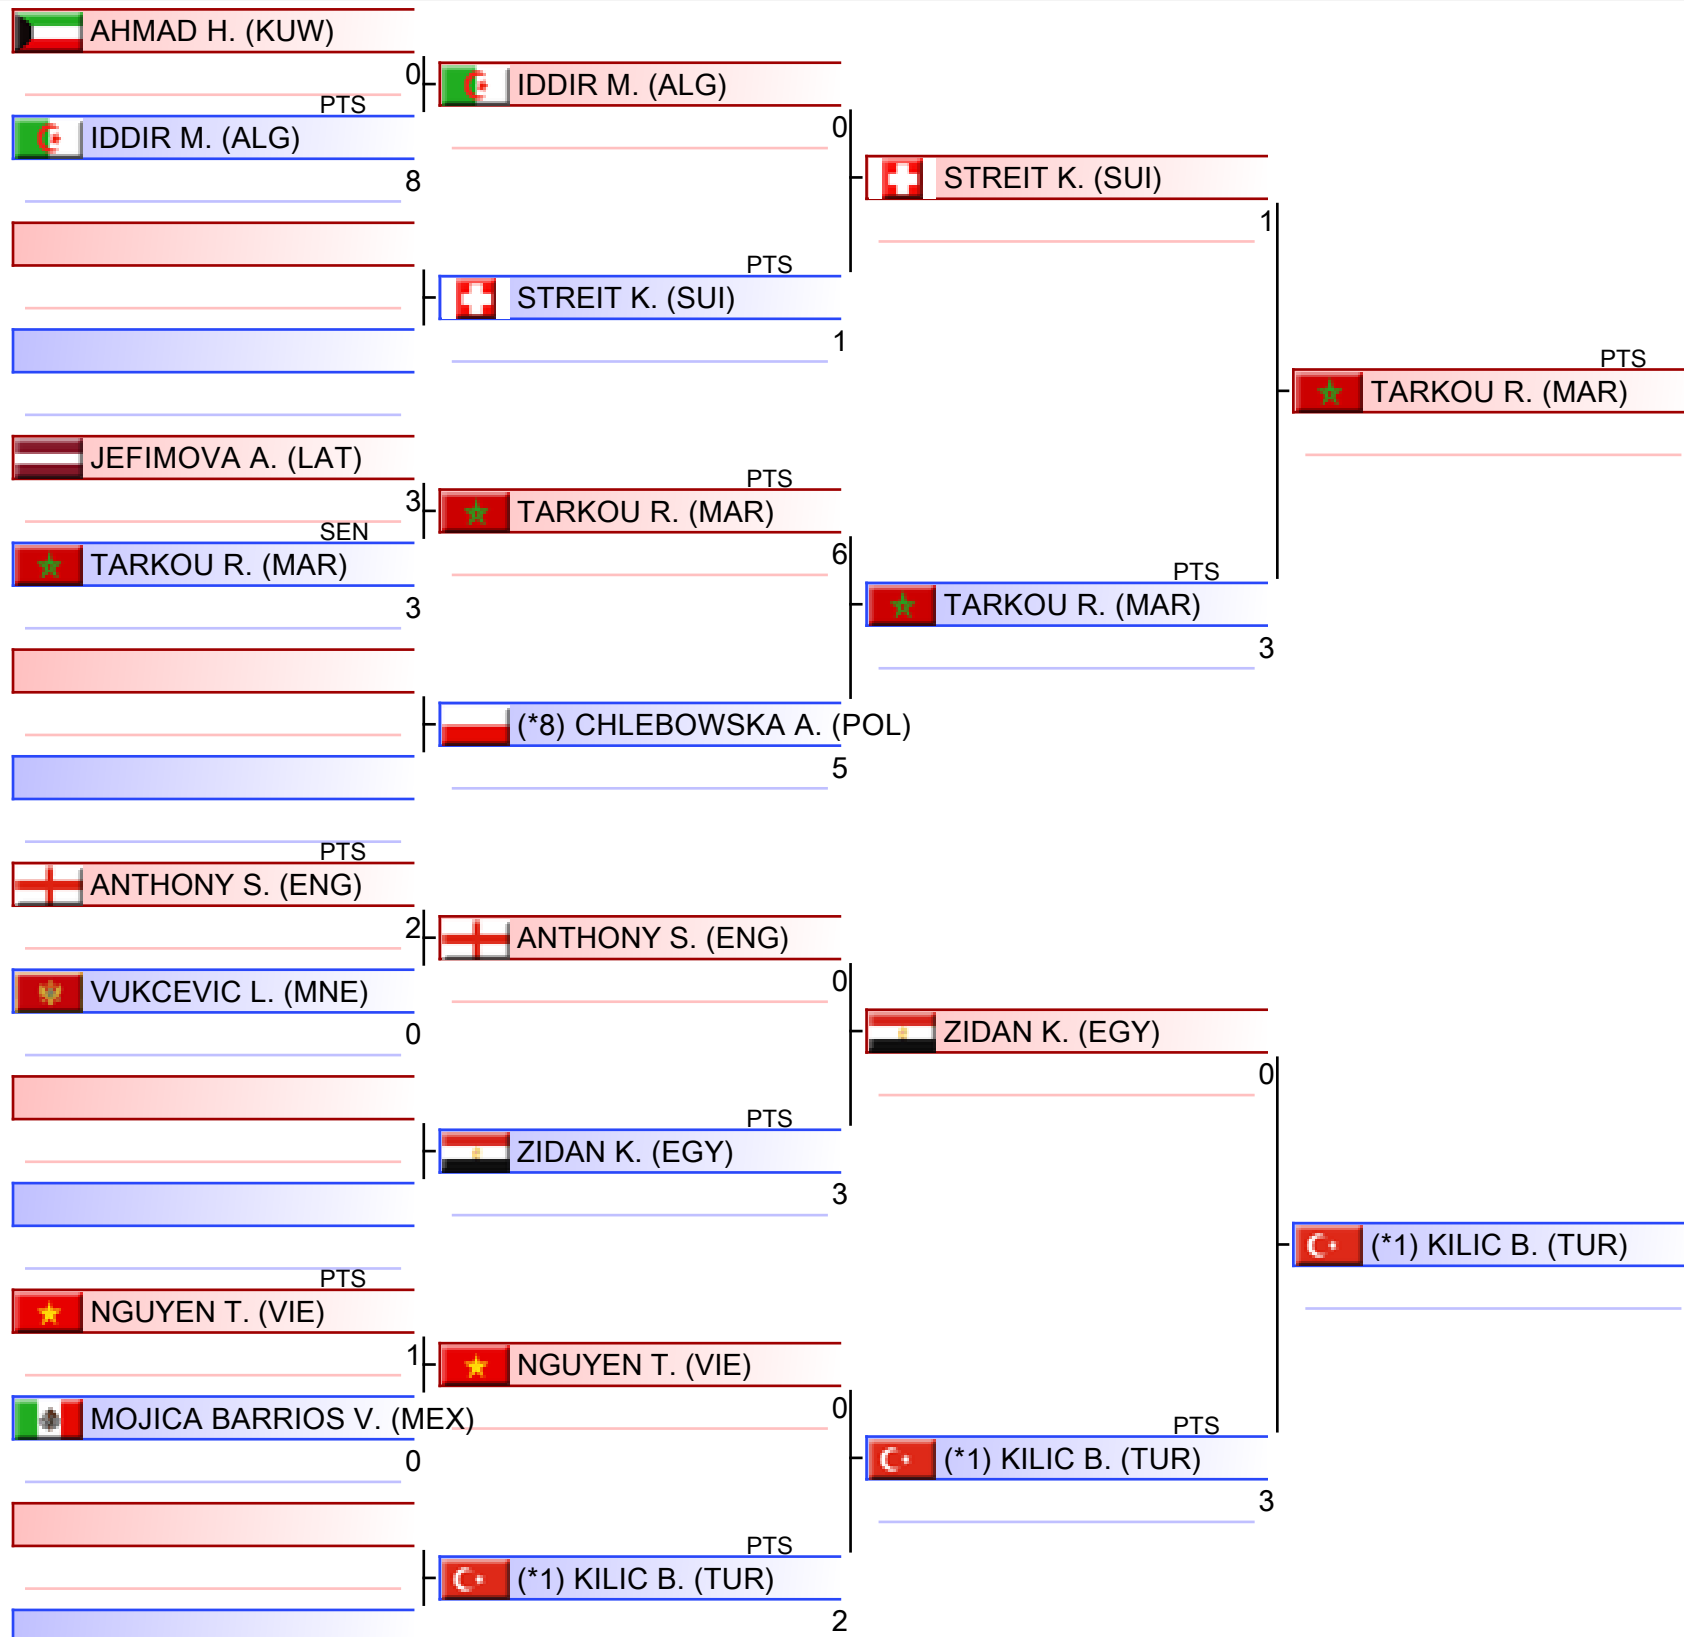 AHMAD H. (KUW)
0
PTS
IDDIR M. (ALG)
8
JEFIMOVA A. (LAT)
3
SEN
TARKOU R. (MAR)
3
PTS
ANTHONY S. (ENG)
2
VUKCEVIC L. (MNE)
0
PTS
NGUYEN T. (VIE)
1
MOJICA BARRIOS V. (MEX)
0
IDDIR M. (ALG)
0
PTS
STREIT K. (SUI)
1
PTS
TARKOU R. (MAR)
6
(*8) CHLEBOWSKA A. (POL)
5
ANTHONY S. (ENG)
0
PTS
ZIDAN K. (EGY)
3
NGUYEN T. (VIE)
0
PTS
(*1) KILIC B. (TUR)
2
STREIT K. (SUI)
1
PTS
TARKOU R. (MAR)
3
ZIDAN K. (EGY)
0
PTS
(*1) KILIC B. (TUR)
3
PTS
TARKOU R. (MAR)
(*1) KILIC B. (TUR)